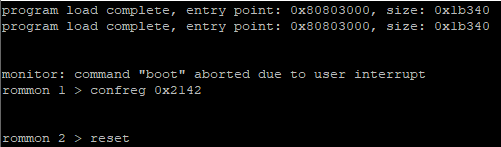 program load complete, entry point: 0x80803000, size: 0x1b340
program load complete, entry point: 0x80803000, size: 0x1b340
monitor: command "boot" aborted due to user interrupt
rommon 1 > confreg 0x2142
rommon 2 > reset